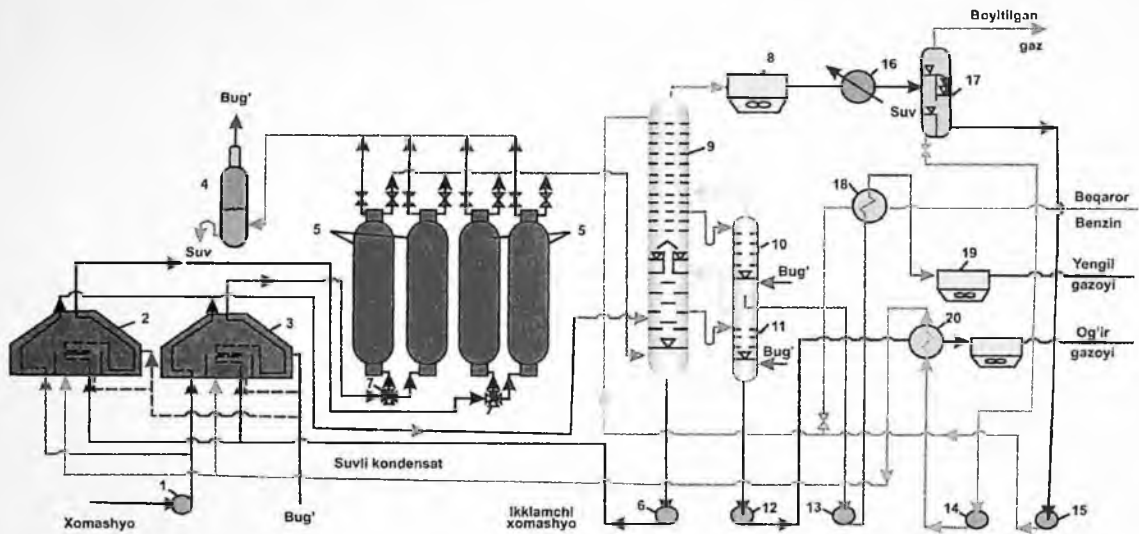 Boyitilgan
gaz
8
16
17
Bug'
Suv
9
4
18
Beqaror
Benzin
5
5
10
Suv
Bug'
19
Yengil
gazoyi
2
3
11
20
Og'ir
gazoyi
Bug'
7
7
Suvli kondensat
1
Xomashyo
Bug'
Ikklamchi
xomashyo
6
12
13
14
15